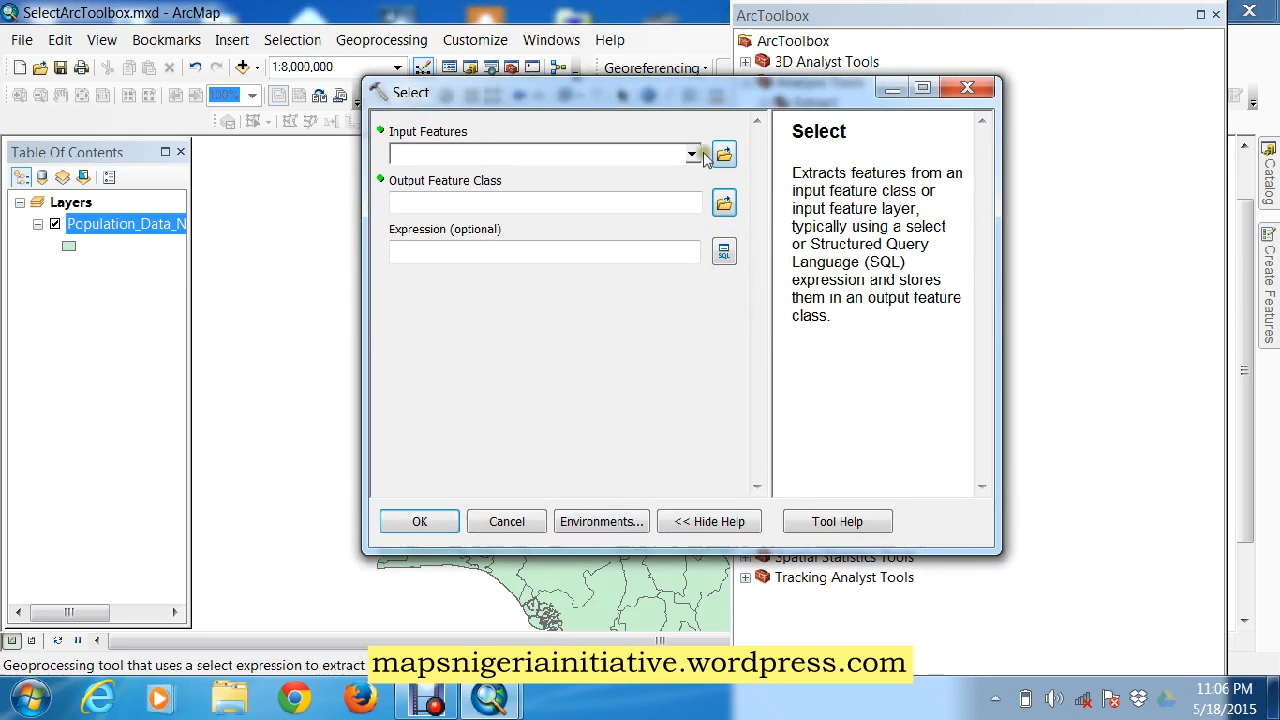 SelectArcToolbox.mxd - ArcMap
ArcToolbox
File Edit View Bookmarks Insert Selection Geoprocessing Customize Windows Help
ArcToolbox
1:8,000,000
Georeferencing
3D Analyst Tools
100%
Select
Input Features
Output Feature Class
Expression (optional)
SQL
Select
Extracts features from an
input feature class or
input feature layer,
typically using a select
or Structured Query
Language (SQL)
expression and stores
them in an output feature
class.
OK
Cancel
Environments...
<< Hide Help
Tool Help
Table Of Contents
Layers
Population_Data_N
Catalog
Create Features
Spatial Statistics Tools
Tracking Analyst Tools
Geoprocessing tool that uses a select expression to extract
mapsnigeriainitiative.wordpress.com
11:06 PM
5/18/2015